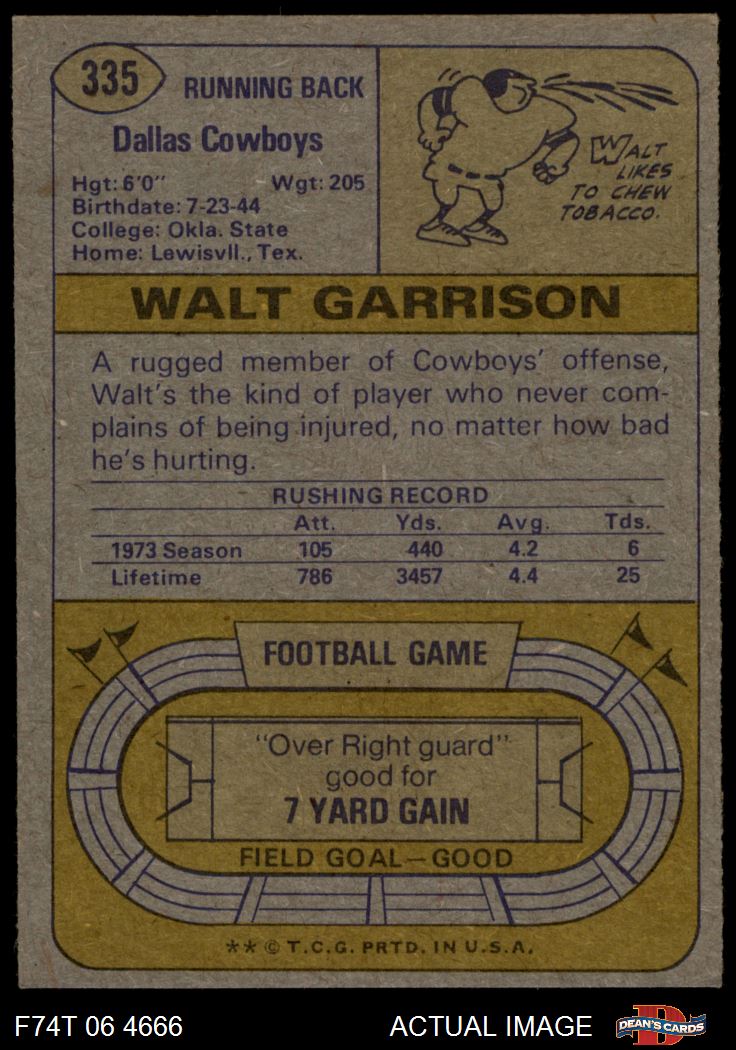 335
RUNNING BACK
Dallas Cowboys
Hgt: 6'0" Wgt: 205
Birthdate: 7-23-44
College: Okla. State
Home: Lewisvll., Tex.
WALT
LIKES
TO CHEW
TOBACCO.
WALT GARRISON
A rugged member of Cowboys' offense,
Walt's the kind of player who never com-
plains of being injured, no matter how bad
he's hurting.
RUSHING RECORD
Att. Yds. Avg. Tds.
1973 Season 105 440 4.2 6
Lifetime 786 3457 4.4 25
FOOTBALL GAME
"Over Right guard"
good for
7 YARD GAIN
FIELD GOAL—GOOD
** © T.C.G. PRTD. IN U.S.A.
F74T 06 4666 ACTUAL IMAGE
D
DEAN'S CARDS